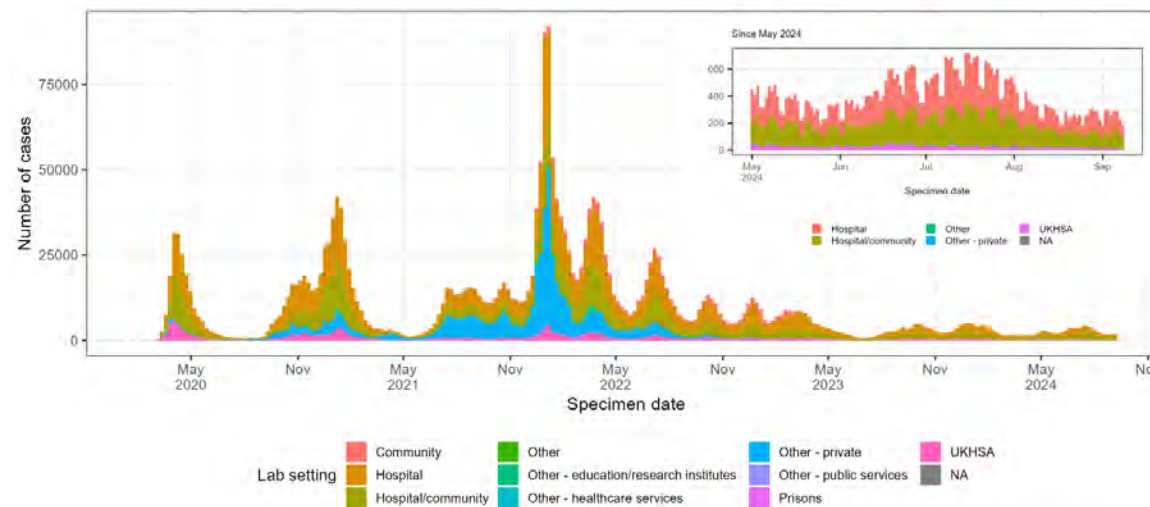 Since May 2024
75000
50000
25000
0
Number of cases
600
400
200
0
May
2024
Jun
Jul
Aug
Sep
Specimen date
Hospital
Other
UKHSA
Hospital/community
Other - private
NA
May
2020
Nov
May
2021
Nov
May
2022
Nov
May
2023
Nov
May
2024
No
Specimen date
Lab setting
Community
Other
Other - private
UKHSA
Hospital
Other - education/research institutes
Other - public services
NA
Hospital/community
Other - healthcare services
Prisons